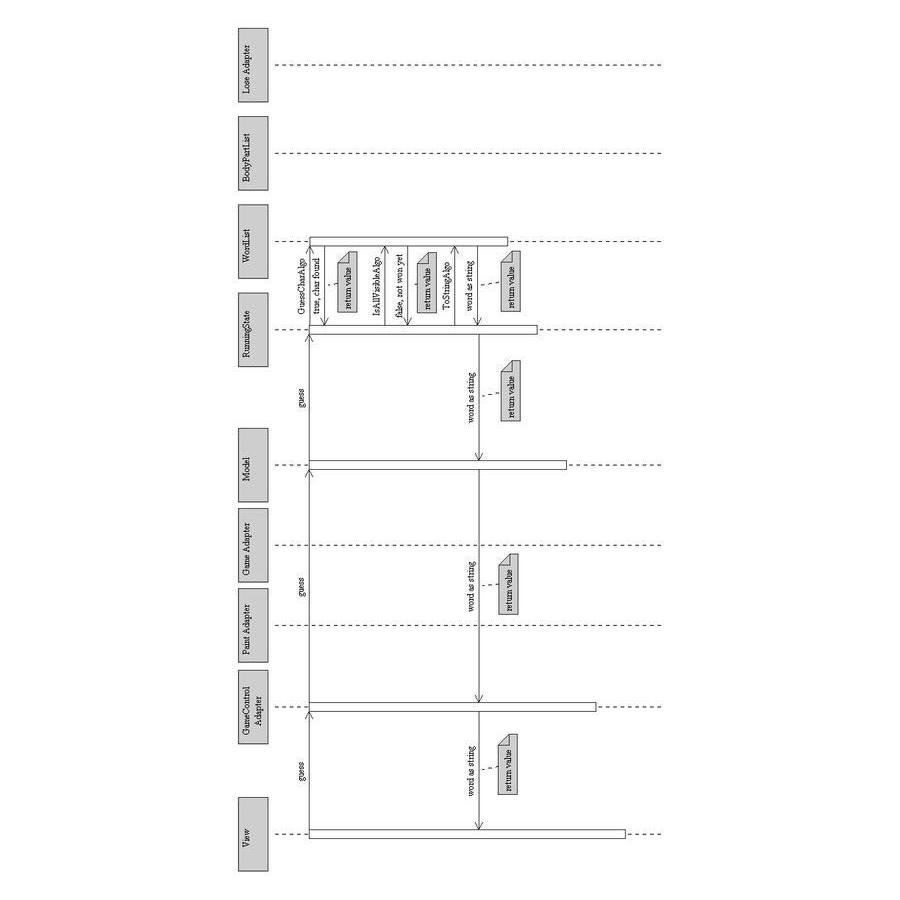 View
GameControl
Adapter
Paint Adapter
Game Adapter
Model
RunningState
WordList
BodyPartList
Lose Adapter
guess
guess
guess
GuessCharAlgo
true, char found
return value
IsAllVisibleAlgo
false, not won yet
return value
ToStringAlgo
word as string
return value
word as string
return value
word as string
return value
word as string
return value